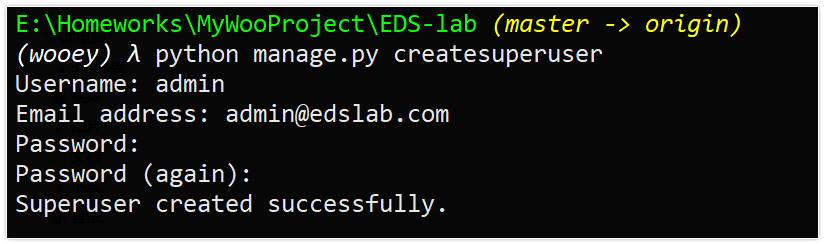 E:\Homeworks\MyWooProject\EDS-lab (master -> origin)
(wooey) λ python manage.py createsuperuser
Username: admin
Email address: admin@edslab.com
Password:
Password (again):
Superuser created successfully.